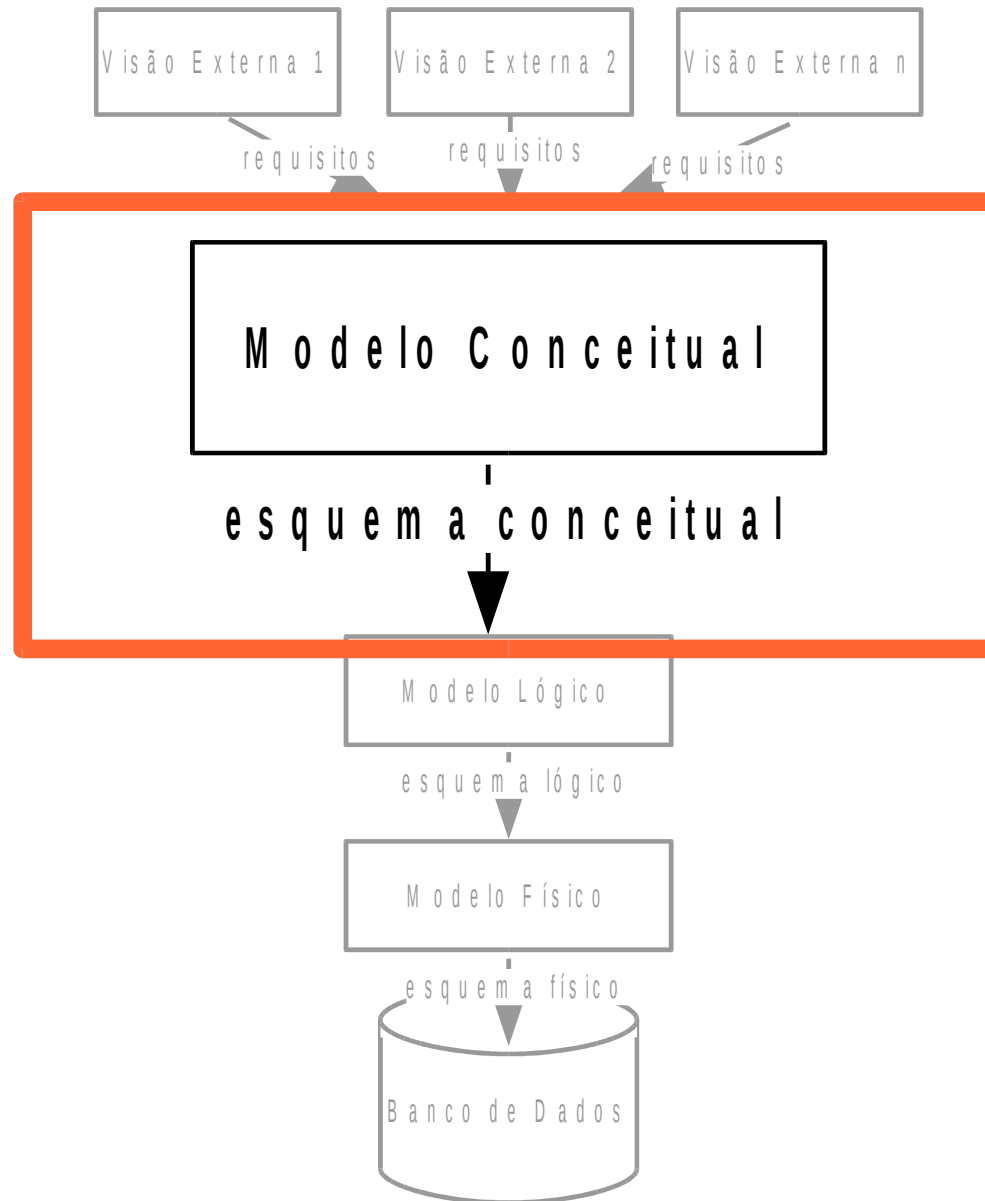 Visão Externa 1
Visão Externa 2
Visão Externa n
requisitos
requisitos
requisitos
Modelo Conceitual
esquema conceitual
Modelo Lógico
esquema lógico
Modelo Físico
esquema físico
Banco de Dados